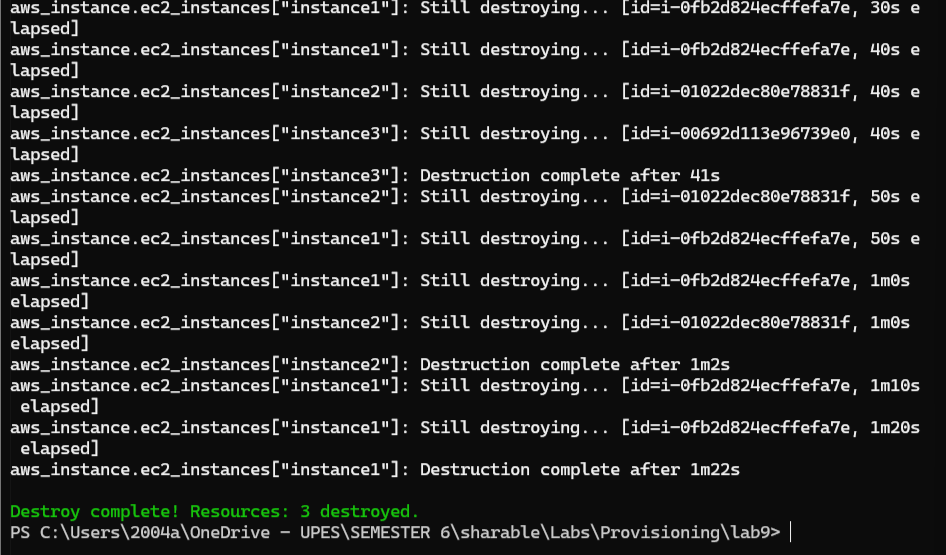 aws_instance.ec2_instances["instance1"]: Still destroying... [id=i-0fb2d824ecffefa7e, 30s e
lapsed]
aws_instance.ec2_instances["instance1"]: Still destroying... [id=i-0fb2d824ecffefa7e, 40s e
lapsed]
aws_instance.ec2_instances["instance2"]: Still destroying... [id=i-01022dec80e78831f, 40s e
lapsed]
aws_instance.ec2_instances["instance3"]: Still destroying... [id=i-00692d113e96739e0, 40s e
lapsed]
aws_instance.ec2_instances["instance3"]: Destruction complete after 41s
aws_instance.ec2_instances["instance2"]: Still destroying... [id=i-01022dec80e78831f, 50s e
lapsed]
aws_instance.ec2_instances["instance1"]: Still destroying... [id=i-0fb2d824ecffefa7e, 50s e
lapsed]
aws_instance.ec2_instances["instance1"]: Still destroying... [id=i-0fb2d824ecffefa7e, 1m0s
elapsed]
aws_instance.ec2_instances["instance2"]: Still destroying... [id=i-01022dec80e78831f, 1m0s
elapsed]
aws_instance.ec2_instances["instance2"]: Destruction complete after 1m2s
aws_instance.ec2_instances["instance1"]: Still destroying... [id=i-0fb2d824ecffefa7e, 1m10s
 elapsed]
aws_instance.ec2_instances["instance1"]: Still destroying... [id=i-0fb2d824ecffefa7e, 1m20s
 elapsed]
aws_instance.ec2_instances["instance1"]: Destruction complete after 1m22s

Destroy complete! Resources: 3 destroyed.
PS C:\Users\2004a\OneDrive - UPES\SEMESTER 6\sharable\Labs\Provisioning\lab9>